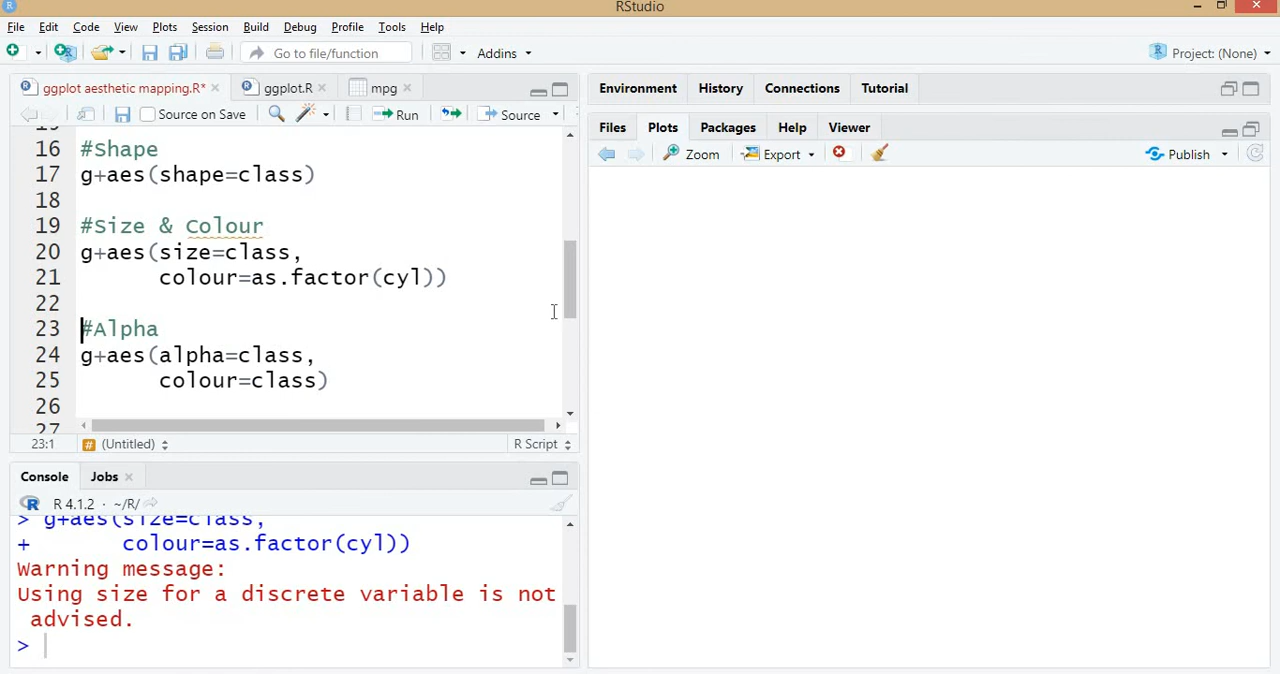 RStudio
File Edit Code View Plots Session Build Debug Profile Tools Help
Go to file/function Addins Project: (None)
ggplot aesthetic mapping.R* ggplot.R mpg
Source on Save Run Source
16 #Shape
17 g+aes(shape=class)
18
19 #Size & Colour
20 g+aes(size=class,
21 colour=as.factor(cyl))
22
23 #Alpha
24 g+aes(alpha=class,
25 colour=class)
26
27
23:1 (Untitled) R Script
Console Jobs
R 4.1.2 · ~/R/
> g+aes(size=class,
+ colour=as.factor(cyl))
Warning message:
Using size for a discrete variable is not
advised.
>
Environment History Connections Tutorial
Files Plots Packages Help Viewer
Zoom Export Publish